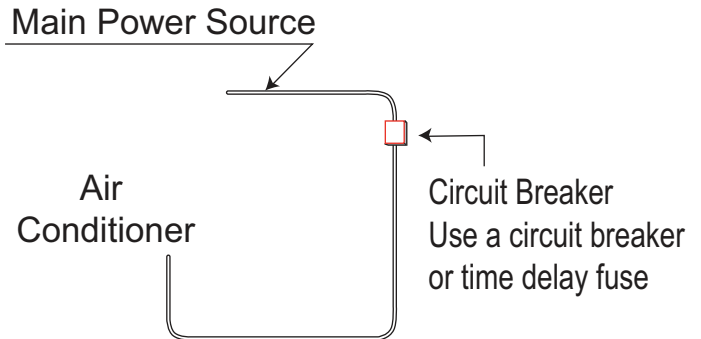 Main Power Source
Air
Conditioner
Circuit Breaker
Use a circuit breaker
or time delay fuse